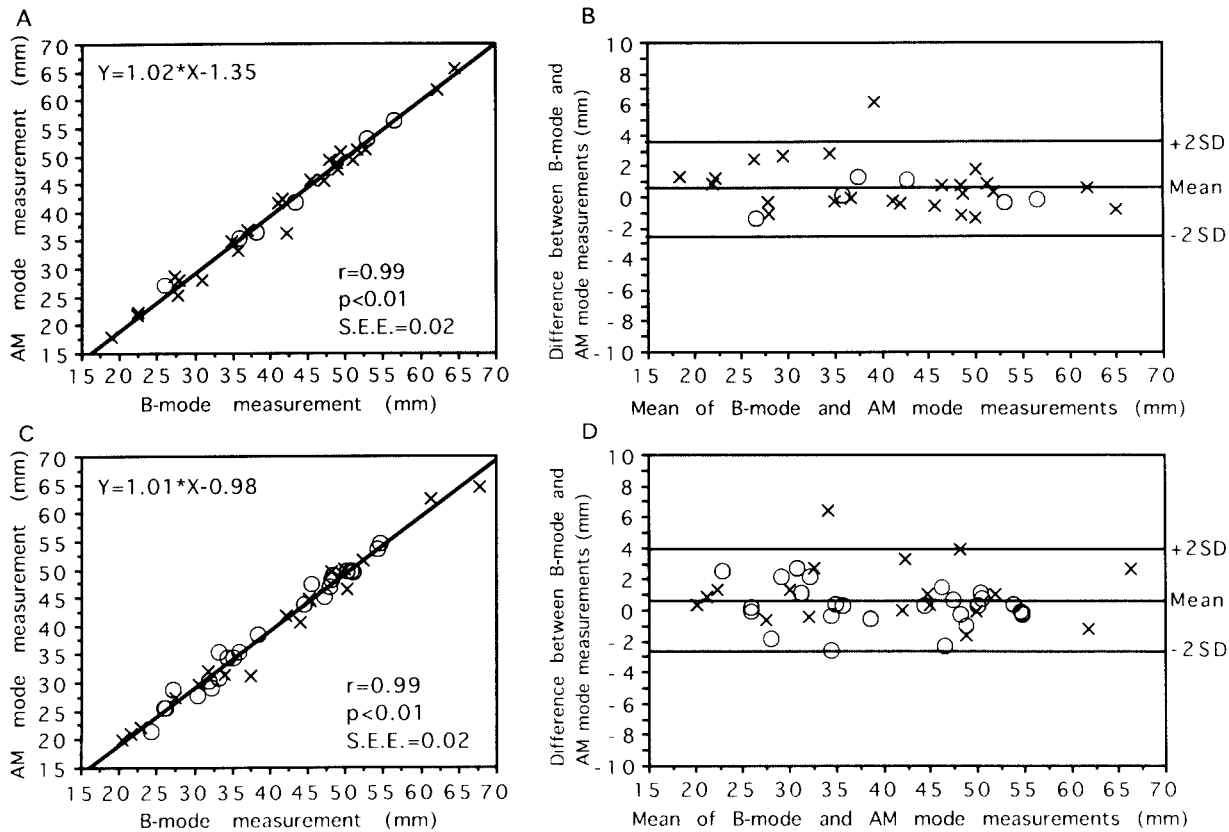 A
AM mode measurement (mm)
70
65
60
55
50
45
40
35
30
25
20
15
Y=1.02*X-1.35
r=0.99
p<0.01
S.E.E.=0.02
15 20 25 30 35 40 45 50 55 60 65 70
B-mode measurement (mm)
B
Difference between B-mode and
AM mode measurements (mm)
10
8
6
4
2
0
-2
-4
-6
-8
-10
+2SD
Mean
-2SD
15 20 25 30 35 40 45 50 55 60 65 70
Mean of B-mode and AM mode measurements (mm)
C
AM mode measurement (mm)
70
65
60
55
50
45
40
35
30
25
20
15
Y=1.01*X-0.98
r=0.99
p<0.01
S.E.E.=0.02
15 20 25 30 35 40 45 50 55 60 65 70
B-mode measurement (mm)
D
Difference between B-mode and
AM mode measurements (mm)
10
8
6
4
2
0
-2
-4
-6
-8
-10
+2SD
Mean
-2SD
15 20 25 30 35 40 45 50 55 60 65 70
Mean of B-mode and AM mode measurements (mm)